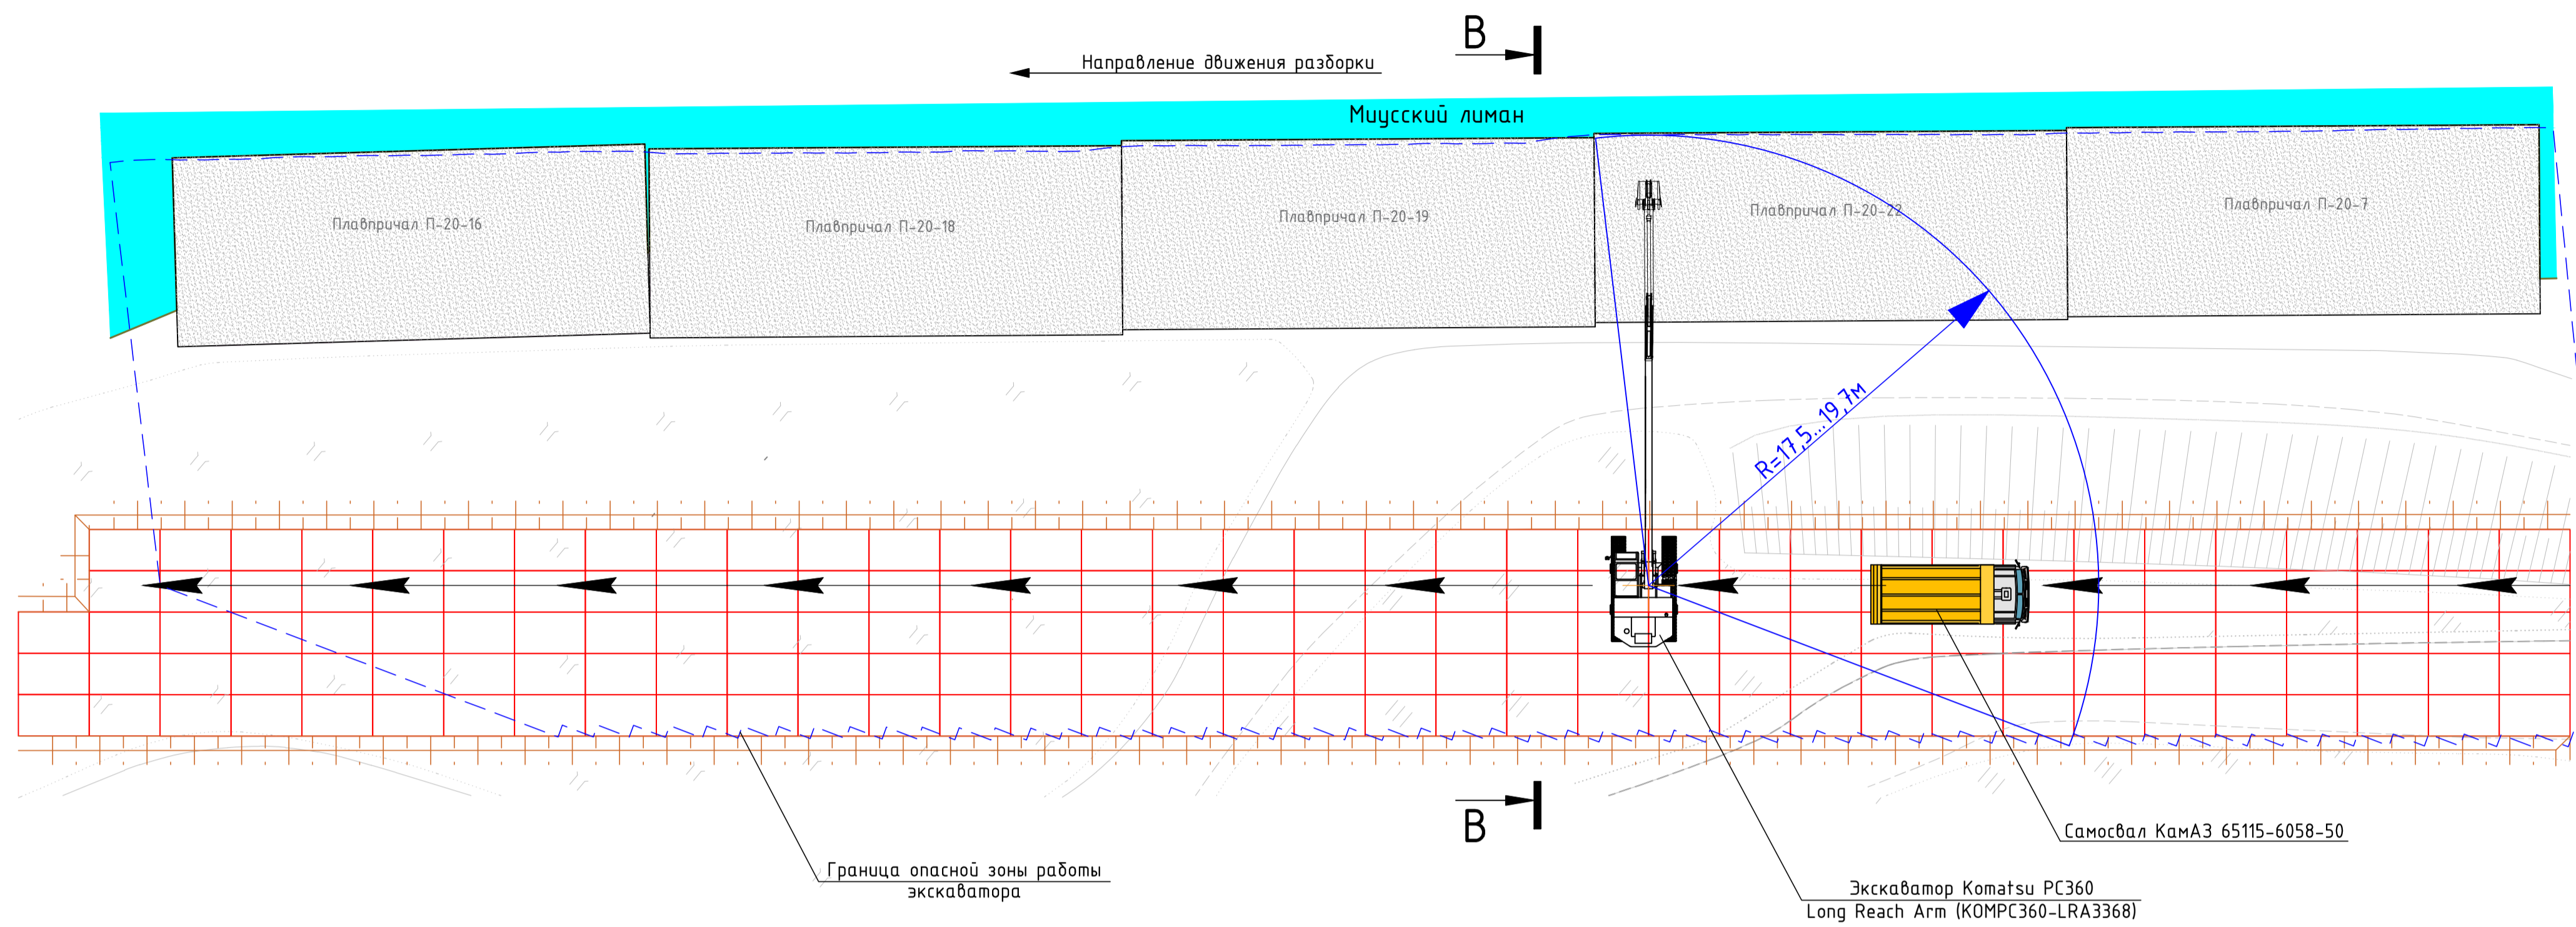 В
Направление движения разборки
Миусский лиман
Плавпричал П-20-16
Плавпричал П-20-18
Плавпричал П-20-19
Плавпричал П-20-22
Плавпричал П-20-7
R=17,5...19,7м
В
Самосвал КамАЗ 65115-6058-50
Граница опасной зоны работы
экскаватора
Экскаватор Komatsu PC360
Long Reach Arm (KOMPC360-LRA3368)